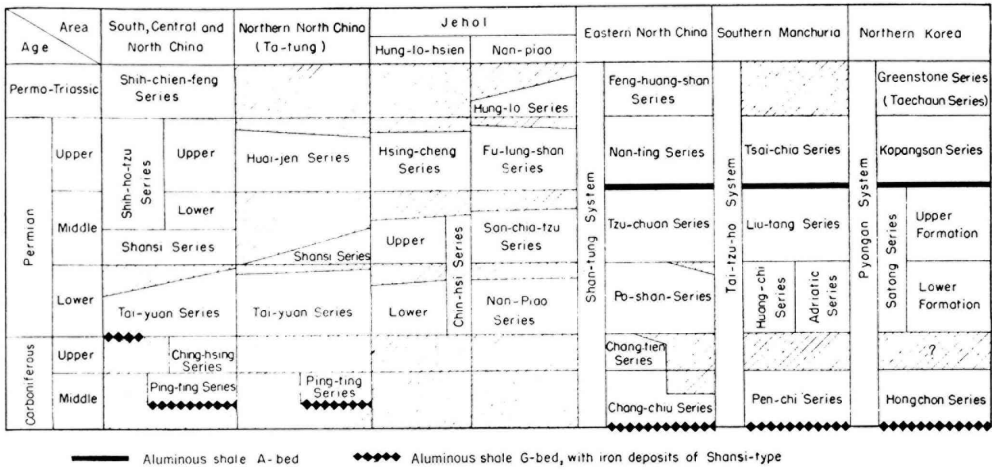 Area
Age
South, Central and
North China
Northern North China
(Ta-tung)
Jehol
Hung-lo-hsien
Nan-piao
Eastern North China
Southern Manchuria
Northern Korea
Permo-Triassic
Shih-chien-feng
Series
Hung-lo Series
Feng-huang-shan
Series
Greenstone Series
(Taechaun Series)
Permian
Upper
Shih-ho-tzu
Series
Upper
Huai-jen Series
Hsing-cheng
Series
Fu-lung-shan
Series
Shan-tung System
Nan-ting Series
Tai-tzu-ho System
Tsai-chia Series
Pyongan System
Kopangsan Series
Middle
Lower
Shansi Series
Shansi Series
Upper
Chin-hsi Series
San-chia-tzu
Series
Tzu-chuan Series
Liu-tang Series
Satong Series
Upper
Formation
Lower
Tai-yuan Series
Tai-yuan Series
Lower
Nan-Piao
Series
Po-shan-Series
Huang-chi
Series
Adriatic
Series
Lower
Formation
Carboniferous
Upper
Ching-hsing
Series
Chang-tien
Series
?
Middle
Ping-ting Series
Ping-ting
Series
Chang-chiu Series
Pen-chi Series
Hongchon Series
Aluminous shale A-bed
Aluminous shale G-bed, with iron deposits of Shansi-type